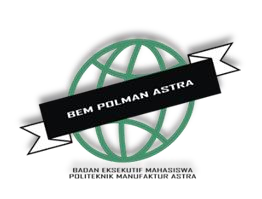 BEM POLMAN ASTRA
BADAN EKSEKUTIF MAHASISWA
POLITEKNIK MANUFAKTUR ASTRA